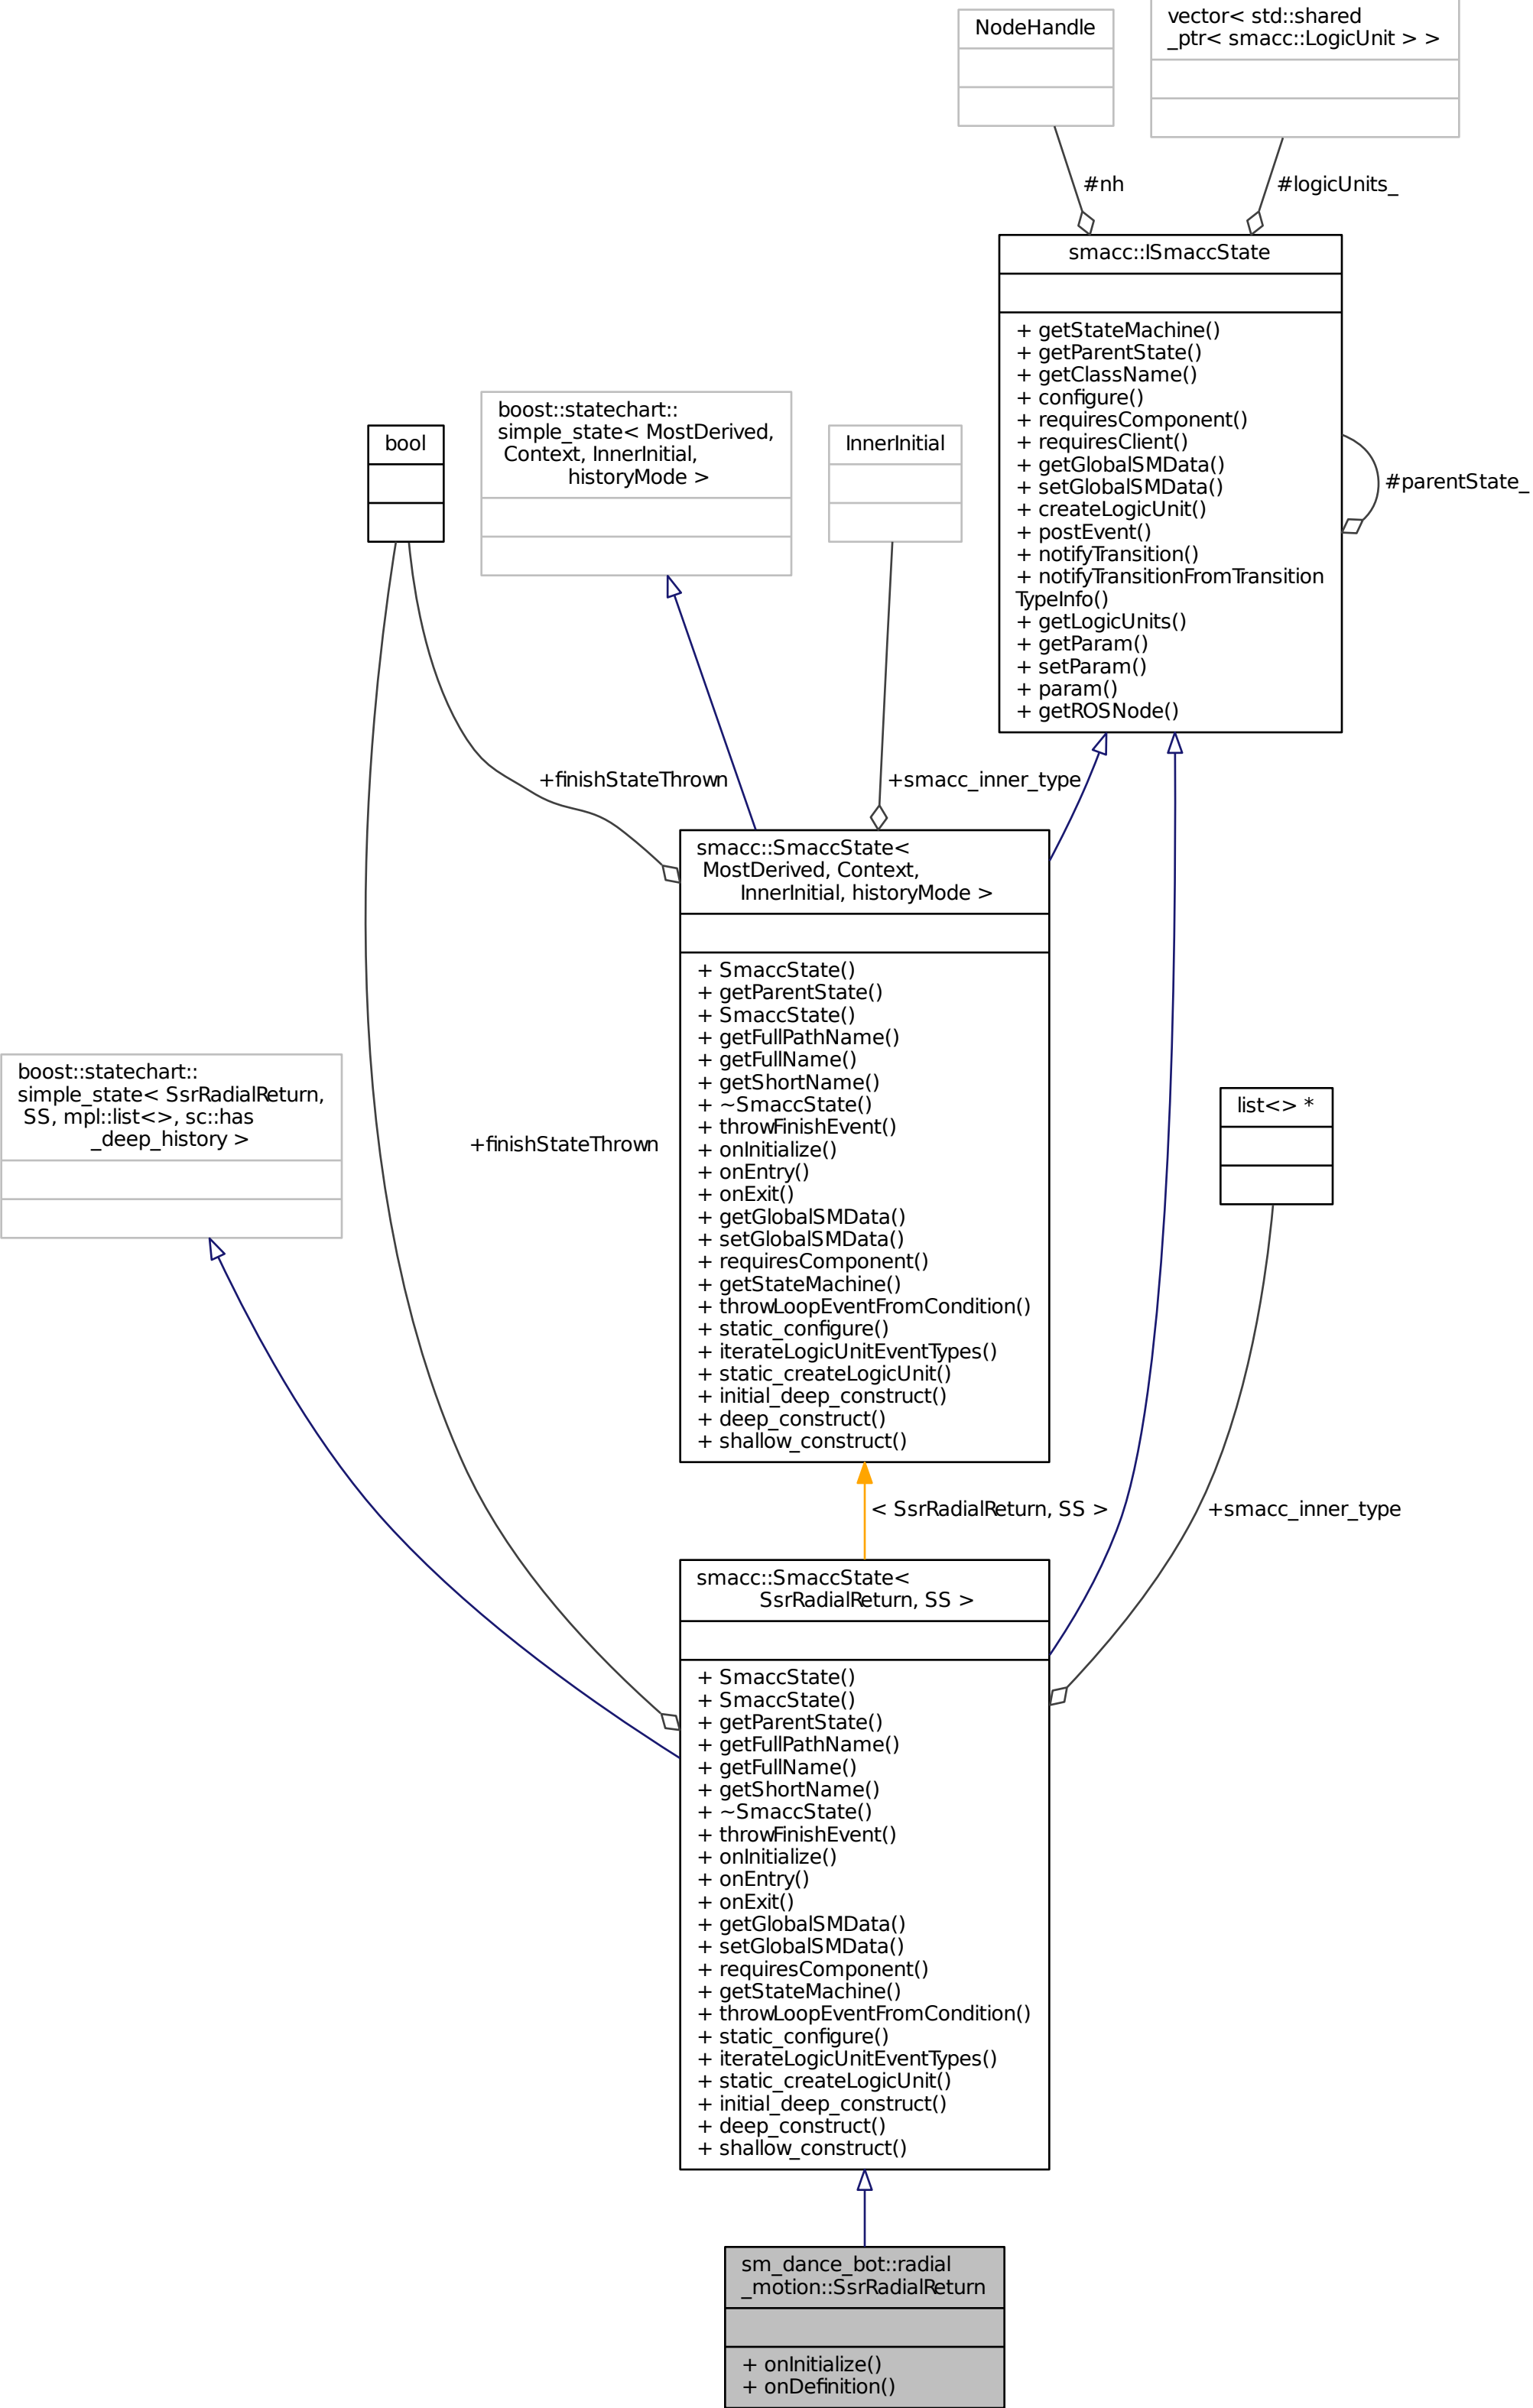 NodeHandle
vector< std::shared
_ptr< smacc::LogicUnit > >
#nh
#logicUnits_
smacc::ISmaccState
+ getStateMachine()
+ getParentState()
+ getClassName()
+ configure()
+ requiresComponent()
+ requiresClient()
+ getGlobalSMData()
+ setGlobalSMData()
+ createLogicUnit()
+ postEvent()
+ notifyTransition()
+ notifyTransitionFromTransition
TypeInfo()
+ getLogicUnits()
+ getParam()
+ setParam()
+ param()
+ getROSNode()
#parentState_
bool
boost::statechart::
simple_state< MostDerived,
Context, InnerInitial,
historyMode >
InnerInitial
+finishStateThrown
+smacc_inner_type
smacc::SmaccState<
MostDerived, Context,
InnerInitial, historyMode >
+ SmaccState()
+ getParentState()
+ SmaccState()
+ getFullPathName()
+ getFullName()
+ getShortName()
+ ~SmaccState()
+ throwFinishEvent()
+ onInitialize()
+ onEntry()
+ onExit()
+ getGlobalSMData()
+ setGlobalSMData()
+ requiresComponent()
+ getStateMachine()
+ throwLoopEventFromCondition()
+ static_configure()
+ iterateLogicUnitEventTypes()
+ static_createLogicUnit()
+ initial_deep_construct()
+ deep_construct()
+ shallow_construct()
boost::statechart::
simple_state< SsrRadialReturn,
SS, mpl::list<>, sc::has
_deep_history >
+finishStateThrown
list<> *
< SsrRadialReturn, SS >
+smacc_inner_type
smacc::SmaccState<
SsrRadialReturn, SS >
+ SmaccState()
+ SmaccState()
+ getParentState()
+ getFullPathName()
+ getFullName()
+ getShortName()
+ ~SmaccState()
+ throwFinishEvent()
+ onInitialize()
+ onEntry()
+ onExit()
+ getGlobalSMData()
+ setGlobalSMData()
+ requiresComponent()
+ getStateMachine()
+ throwLoopEventFromCondition()
+ static_configure()
+ iterateLogicUnitEventTypes()
+ static_createLogicUnit()
+ initial_deep_construct()
+ deep_construct()
+ shallow_construct()
sm_dance_bot::radial
_motion::SsrRadialReturn
+ onInitialize()
+ onDefinition()